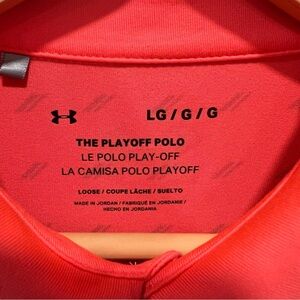 LG / G / G
THE PLAYOFF POLO
LE POLO PLAY-OFF
LA CAMISA POLO PLAYOFF
LOOSE / COUPE LÂCHE / SUELTO
MADE IN JORDAN / FABRIQUÉ EN JORDANIE /
HECHO EN JORDANIA